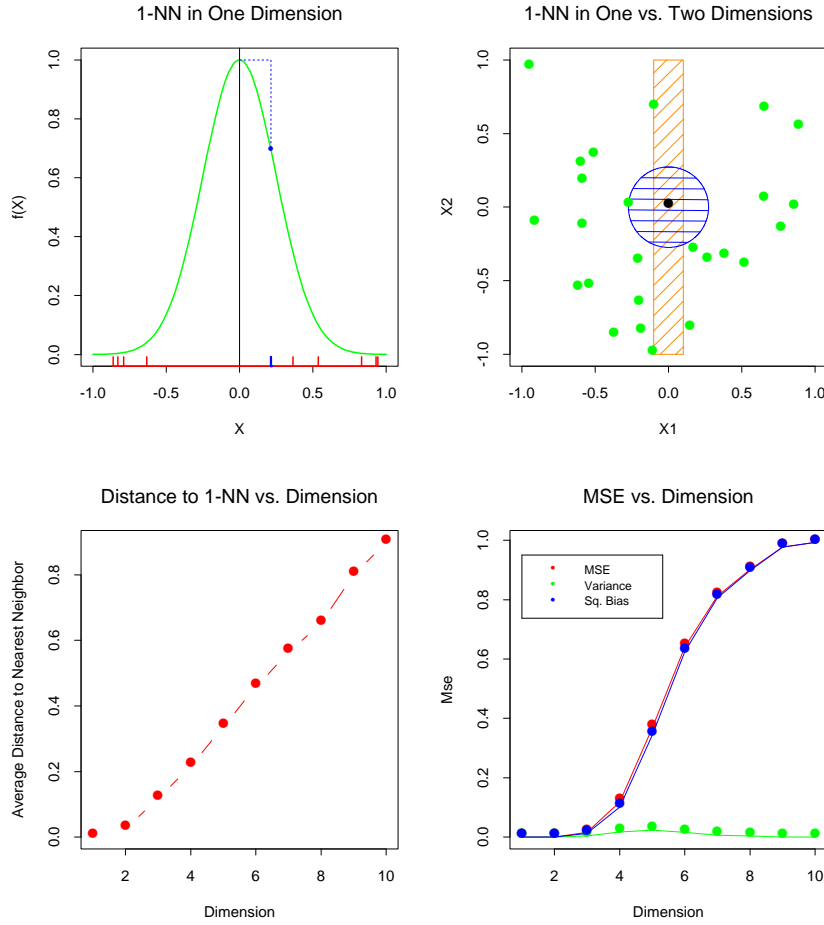 1-NN in One Dimension
f(X)
1.0
0.8
0.6
0.4
0.2
0.0
-1.0 -0.5 0.0 0.5 1.0
X
1-NN in One vs. Two Dimensions
X2
1.0
0.5
0.0
-0.5
-1.0
-1.0 -0.5 0.0 0.5 1.0
X1
Distance to 1-NN vs. Dimension
Average Distance to Nearest Neighbor
0.8
0.6
0.4
0.2
0.0
2 4 6 8 10
Dimension
MSE vs. Dimension
Mse
1.0
0.8
0.6
0.4
0.2
0.0
MSE
Variance
Sq. Bias
2 4 6 8 10
Dimension